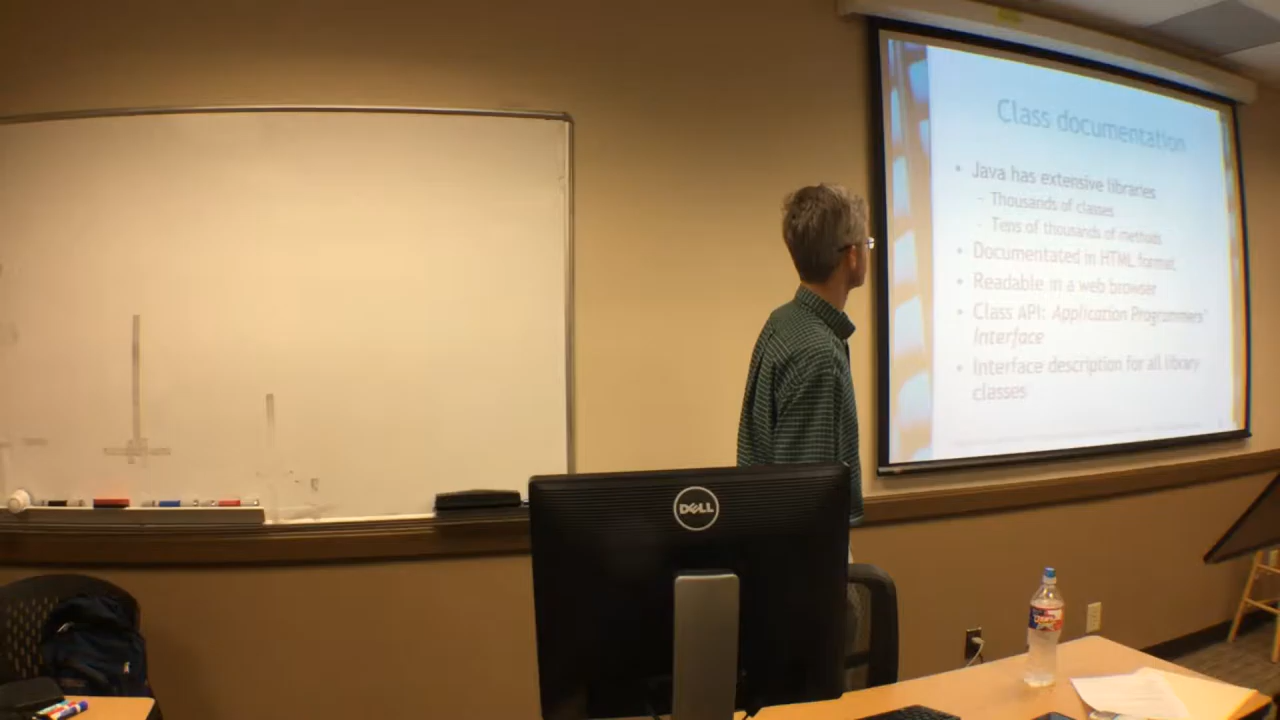 Class documentation
• Java has extensive libraries
- Thousands of classes
- Tens of thousands of methods
• Documentated in HTML format
• Readable in a web browser
• Class API: Application Programmers'
Interface
• Interface description for all library
classes
DELL